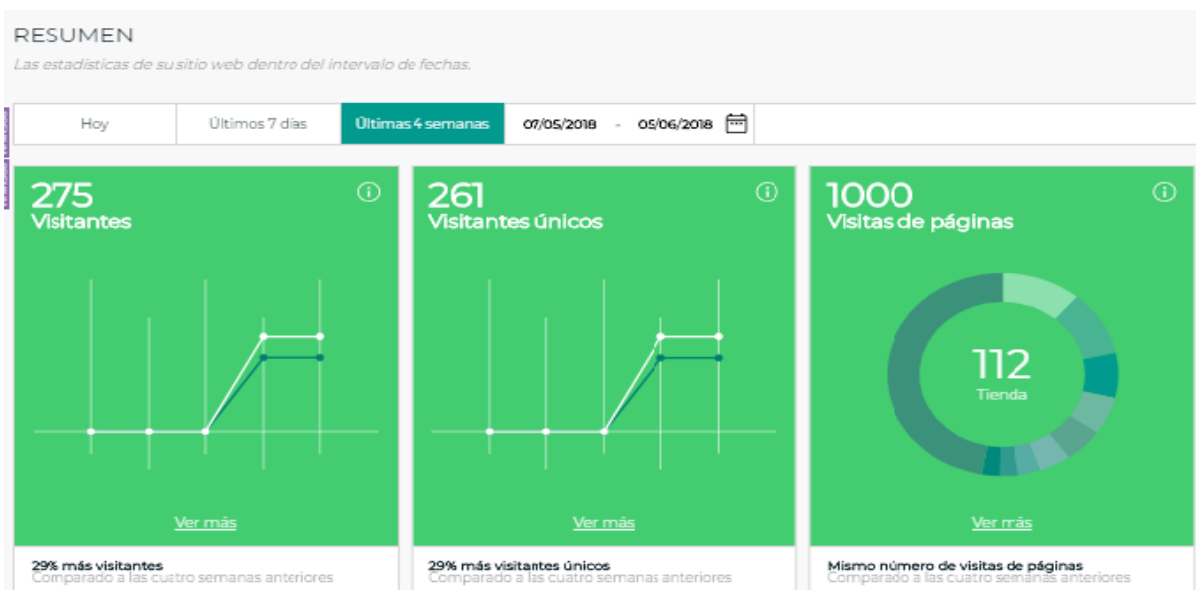 RESUMEN
Las estadísticas de su sitio web dentro del intervalo de fechas.
Hoy
Últimos 7 días
Últimas 4 semanas
07/05/2018 - 05/06/2018
275
Visitantes
Ver más
29% más visitantes
Comparado a las cuatro semanas anteriores
261
Visitantes únicos
Ver más
29% más visitantes únicos
Comparado a las cuatro semanas anteriores
1000
Visitas de páginas
112
Tienda
Ver más
Mismo número de visitas de páginas
Comparado a las cuatro semanas anteriores